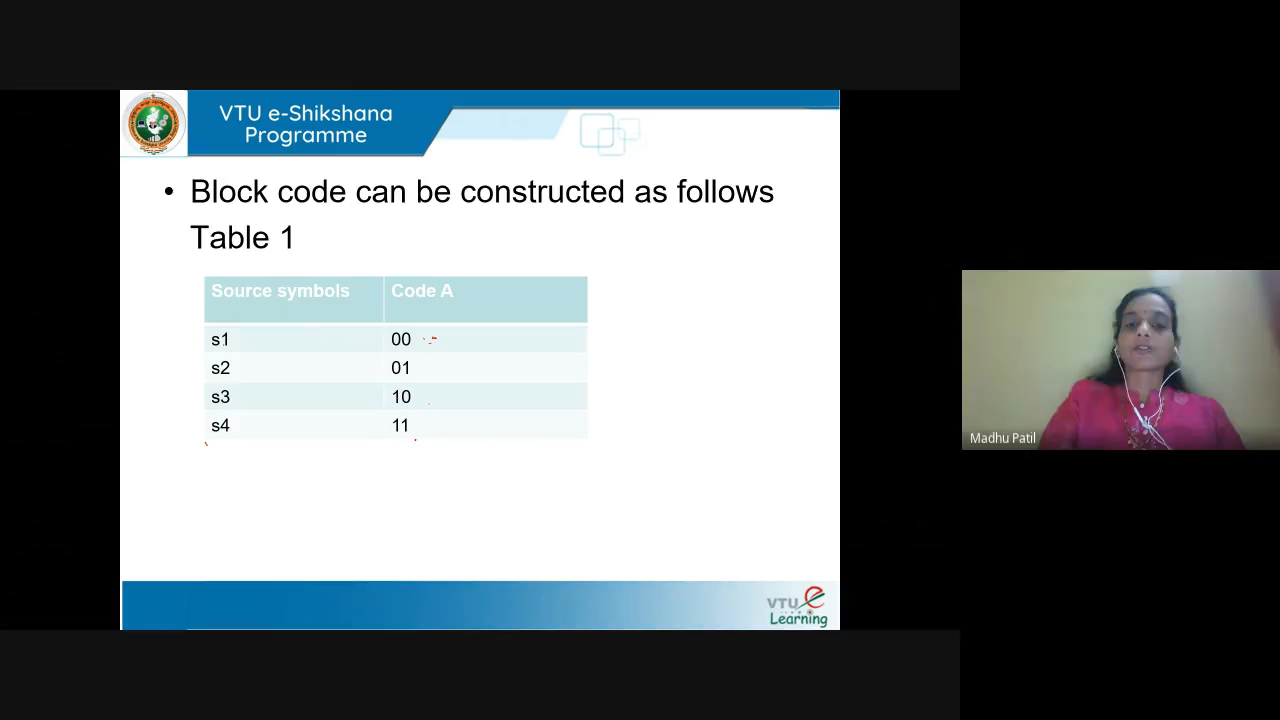 VTU e-Shikshana
Programme
• Block code can be constructed as follows
Table 1
Source symbols Code A
s1 00
s2 01
s3 10
s4 11
Madhu Patil
VTU e
Learning